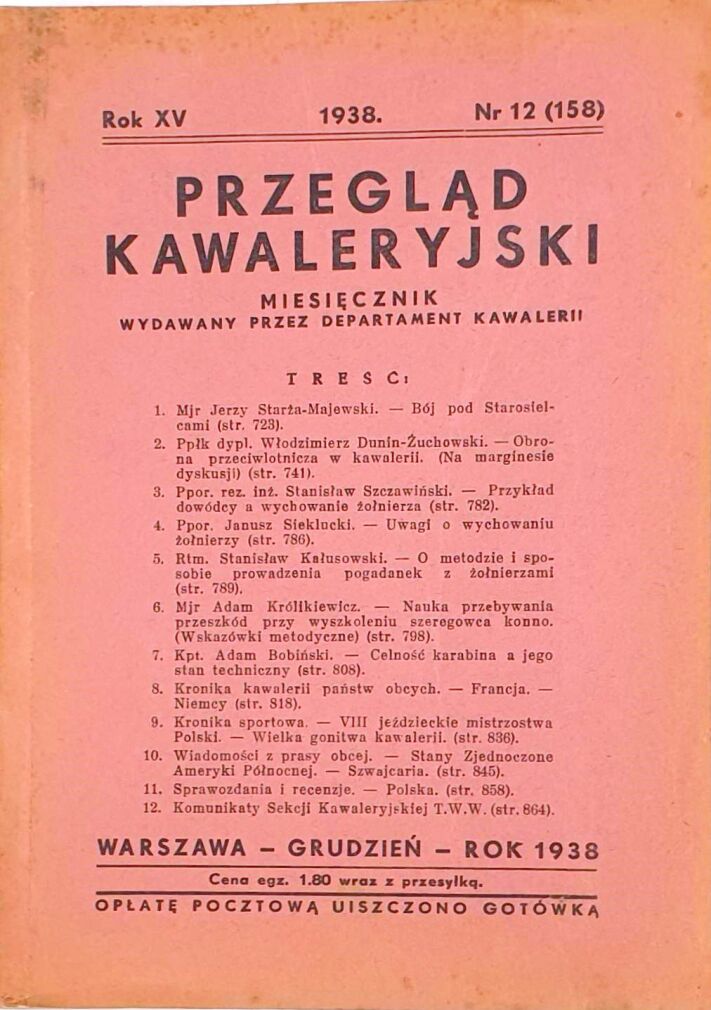 Rok XV 1938. Nr 12 (158)
PRZEGLĄD
KAWALERYJSKI
MIESIĘCZNIK
WYDAWANY PRZEZ DEPARTAMENT KAWALERII
TRESC:
1. Mjr Jerzy Starża-Majewski. — Bój pod Starosiel-
cami (str. 723).
2. Ppłk dypl. Włodzimierz Dunin-Żuchowski. — Obro-
na przeciwlotnicza w kawalerii. (Na marginesie
dyskusji) (str. 741).
3. Ppor. rez. inż. Stanisław Szczawiński. — Przykład
dowódcy a wychowanie żołnierza (str. 782).
4. Ppor. Janusz Sieklucki. — Uwagi o wychowaniu
żołnierzy (str. 786).
5. Rtm. Stanisław Kałusowski. — O metodzie i spo-
sobie prowadzenia pogadanek z żołnierzami
(str. 789).
6. Mjr Adam Królikiewicz. — Nauka przebywania
przeszkód przy wyszkoleniu szeregowca konno.
(Wskazówki metodyczne) (str. 798).
7. Kpt. Adam Bobiński. — Celność karabina a jego
stan techniczny (str. 808).
8. Kronika kawalerii państw obcych. — Francja. —
Niemcy (str. 818).
9. Kronika sportowa. — VIII jeździeckie mistrzostwa
Polski. — Wielka gonitwa kawalerii. (str. 836).
10. Wiadomości z prasy obcej. — Stany Zjednoczone
Ameryki Północnej. — Szwajcaria. (str. 845).
11. Sprawozdania i recenzje. — Polska. (str. 858).
12. Komunikaty Sekcji Kawaleryjskiej T.W.W. (str. 864).
WARSZAWA – GRUDZIEŃ – ROK 1938
Cena egz. 1.80 wraz z przesyłką.
OPŁATĘ POCZTOWĄ UISZCZONO GOTÓWKĄ